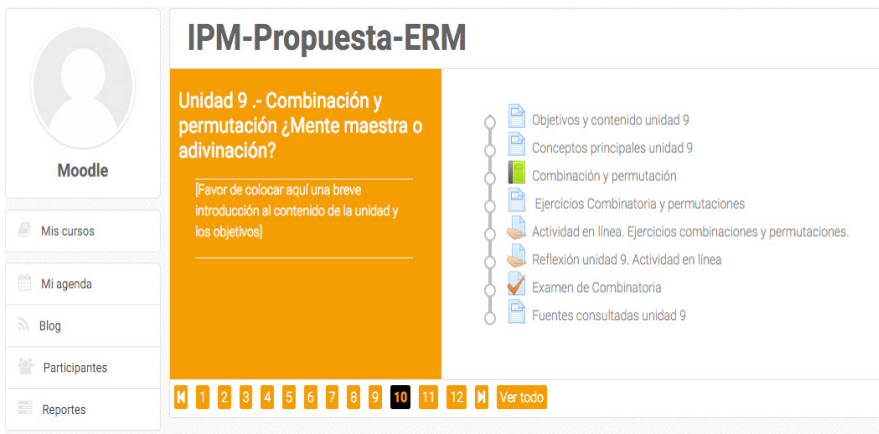 IPM-Propuesta-ERM
Moodle
Mis cursos
Mi agenda
Blog
Participantes
Reportes
Unidad 9 .- Combinación y
permutación ¿Mente maestra o
adivinación?
[Favor de colocar aquí una breve
introducción al contenido de la unidad y
los objetivos]
Objetivos y contenido unidad 9
Conceptos principales unidad 9
Combinación y permutación
Ejercicios Combinatoria y permutaciones
Actividad en línea. Ejercicios combinaciones y permutaciones.
Reflexión unidad 9. Actividad en línea
Examen de Combinatoria
Fuentes consultadas unidad 9
1 2 3 4 5 6 7 8 9 10 11 12 Ver todo